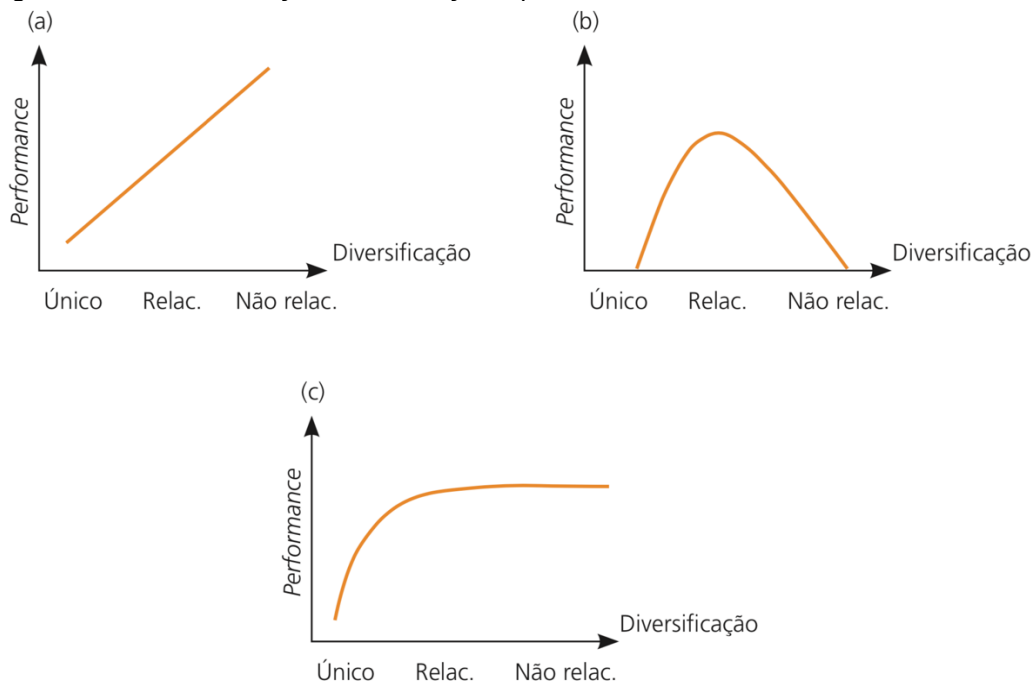 (a)
Performance
Diversificação
Único Relac. Não relac.
(b)
Performance
Diversificação
Único Relac. Não relac.
(c)
Performance
Diversificação
Único Relac. Não relac.